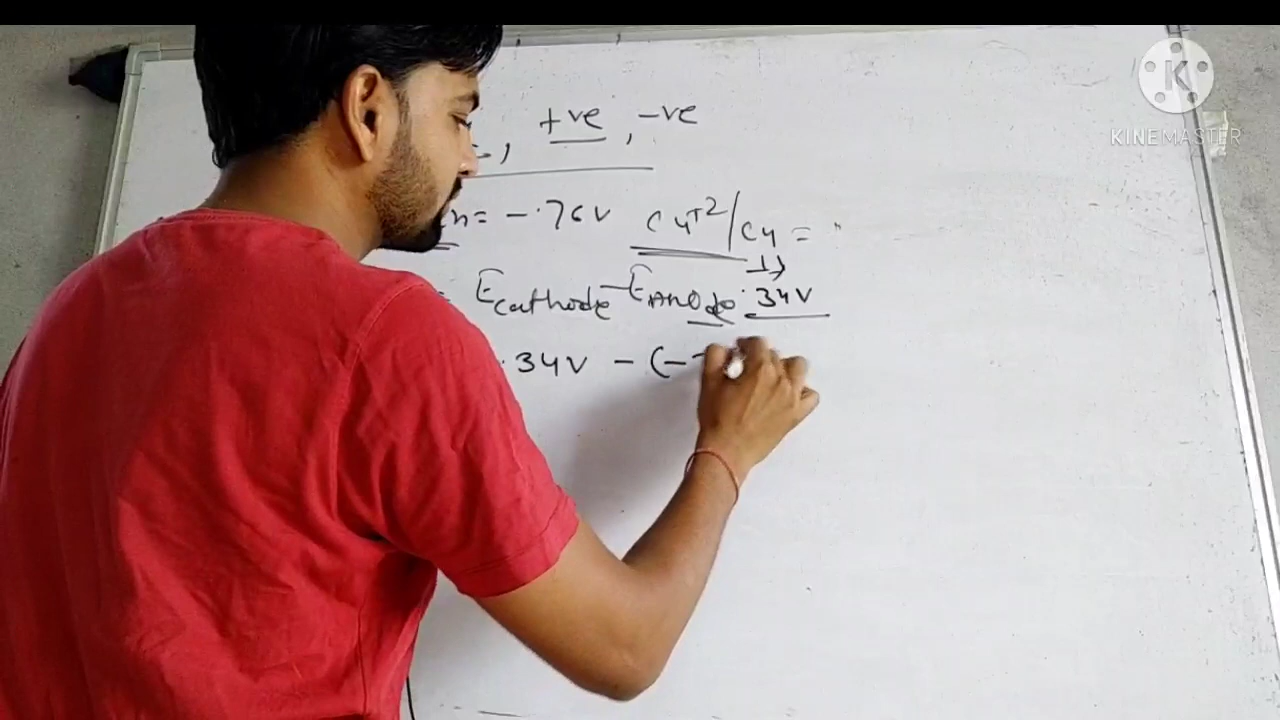 , +ve, -ve
n = -.76V Cu+2/Cu =
= Ecathode - EAnode .34V
.34V - (-
KINEMASTER